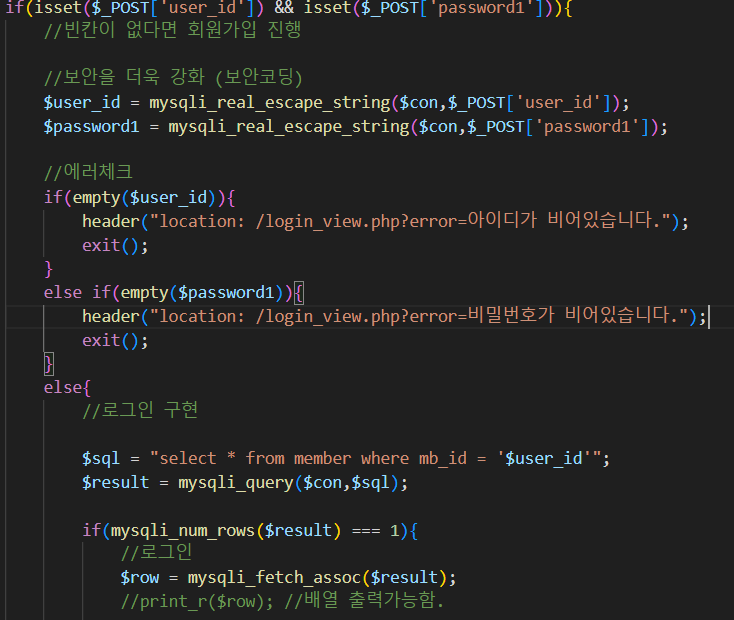 if(isset($_POST['user_id']) && isset($_POST['password1'])){
//빈칸이 없다면 회원가입 진행
//보안을 더욱 강화 (보안코딩)
$user_id = mysqli_real_escape_string($con,$_POST['user_id']);
$password1 = mysqli_real_escape_string($con,$_POST['password1']);
//에러체크
if(empty($user_id)){
header("location: /login_view.php?error=아이디가 비어있습니다.");
exit();
}
else if(empty($password1)){
header("location: /login_view.php?error=비밀번호가 비어있습니다.");
exit();
}
else{
//로그인 구현
$sql = "select * from member where mb_id = '$user_id'";
$result = mysqli_query($con,$sql);
if(mysqli_num_rows($result) === 1){
//로그인
$row = mysqli_fetch_assoc($result);
//print_r($row); //배열 출력가능함.